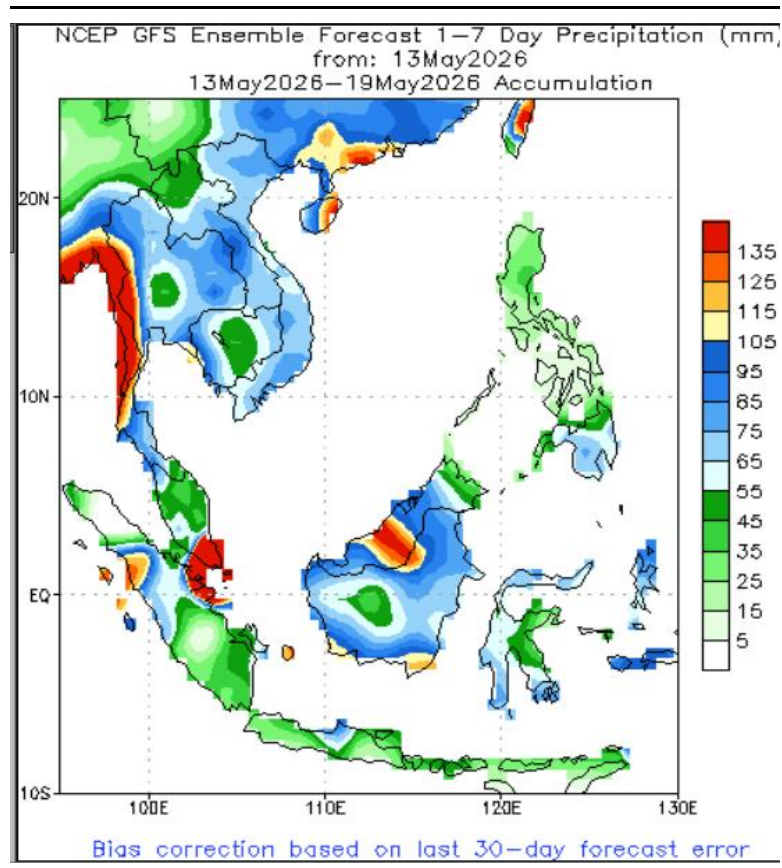 NCEP GFS Ensemble Forecast 1-7 Day Precipitation (mm)
from: 13May2026
13May2026-19May2026 Accumulation
20N
10N
EQ
10S
100E
110E
120E
130E
135
125
115
105
95
85
75
65
55
45
35
25
15
5
Bias correction based on last 30-day forecast error